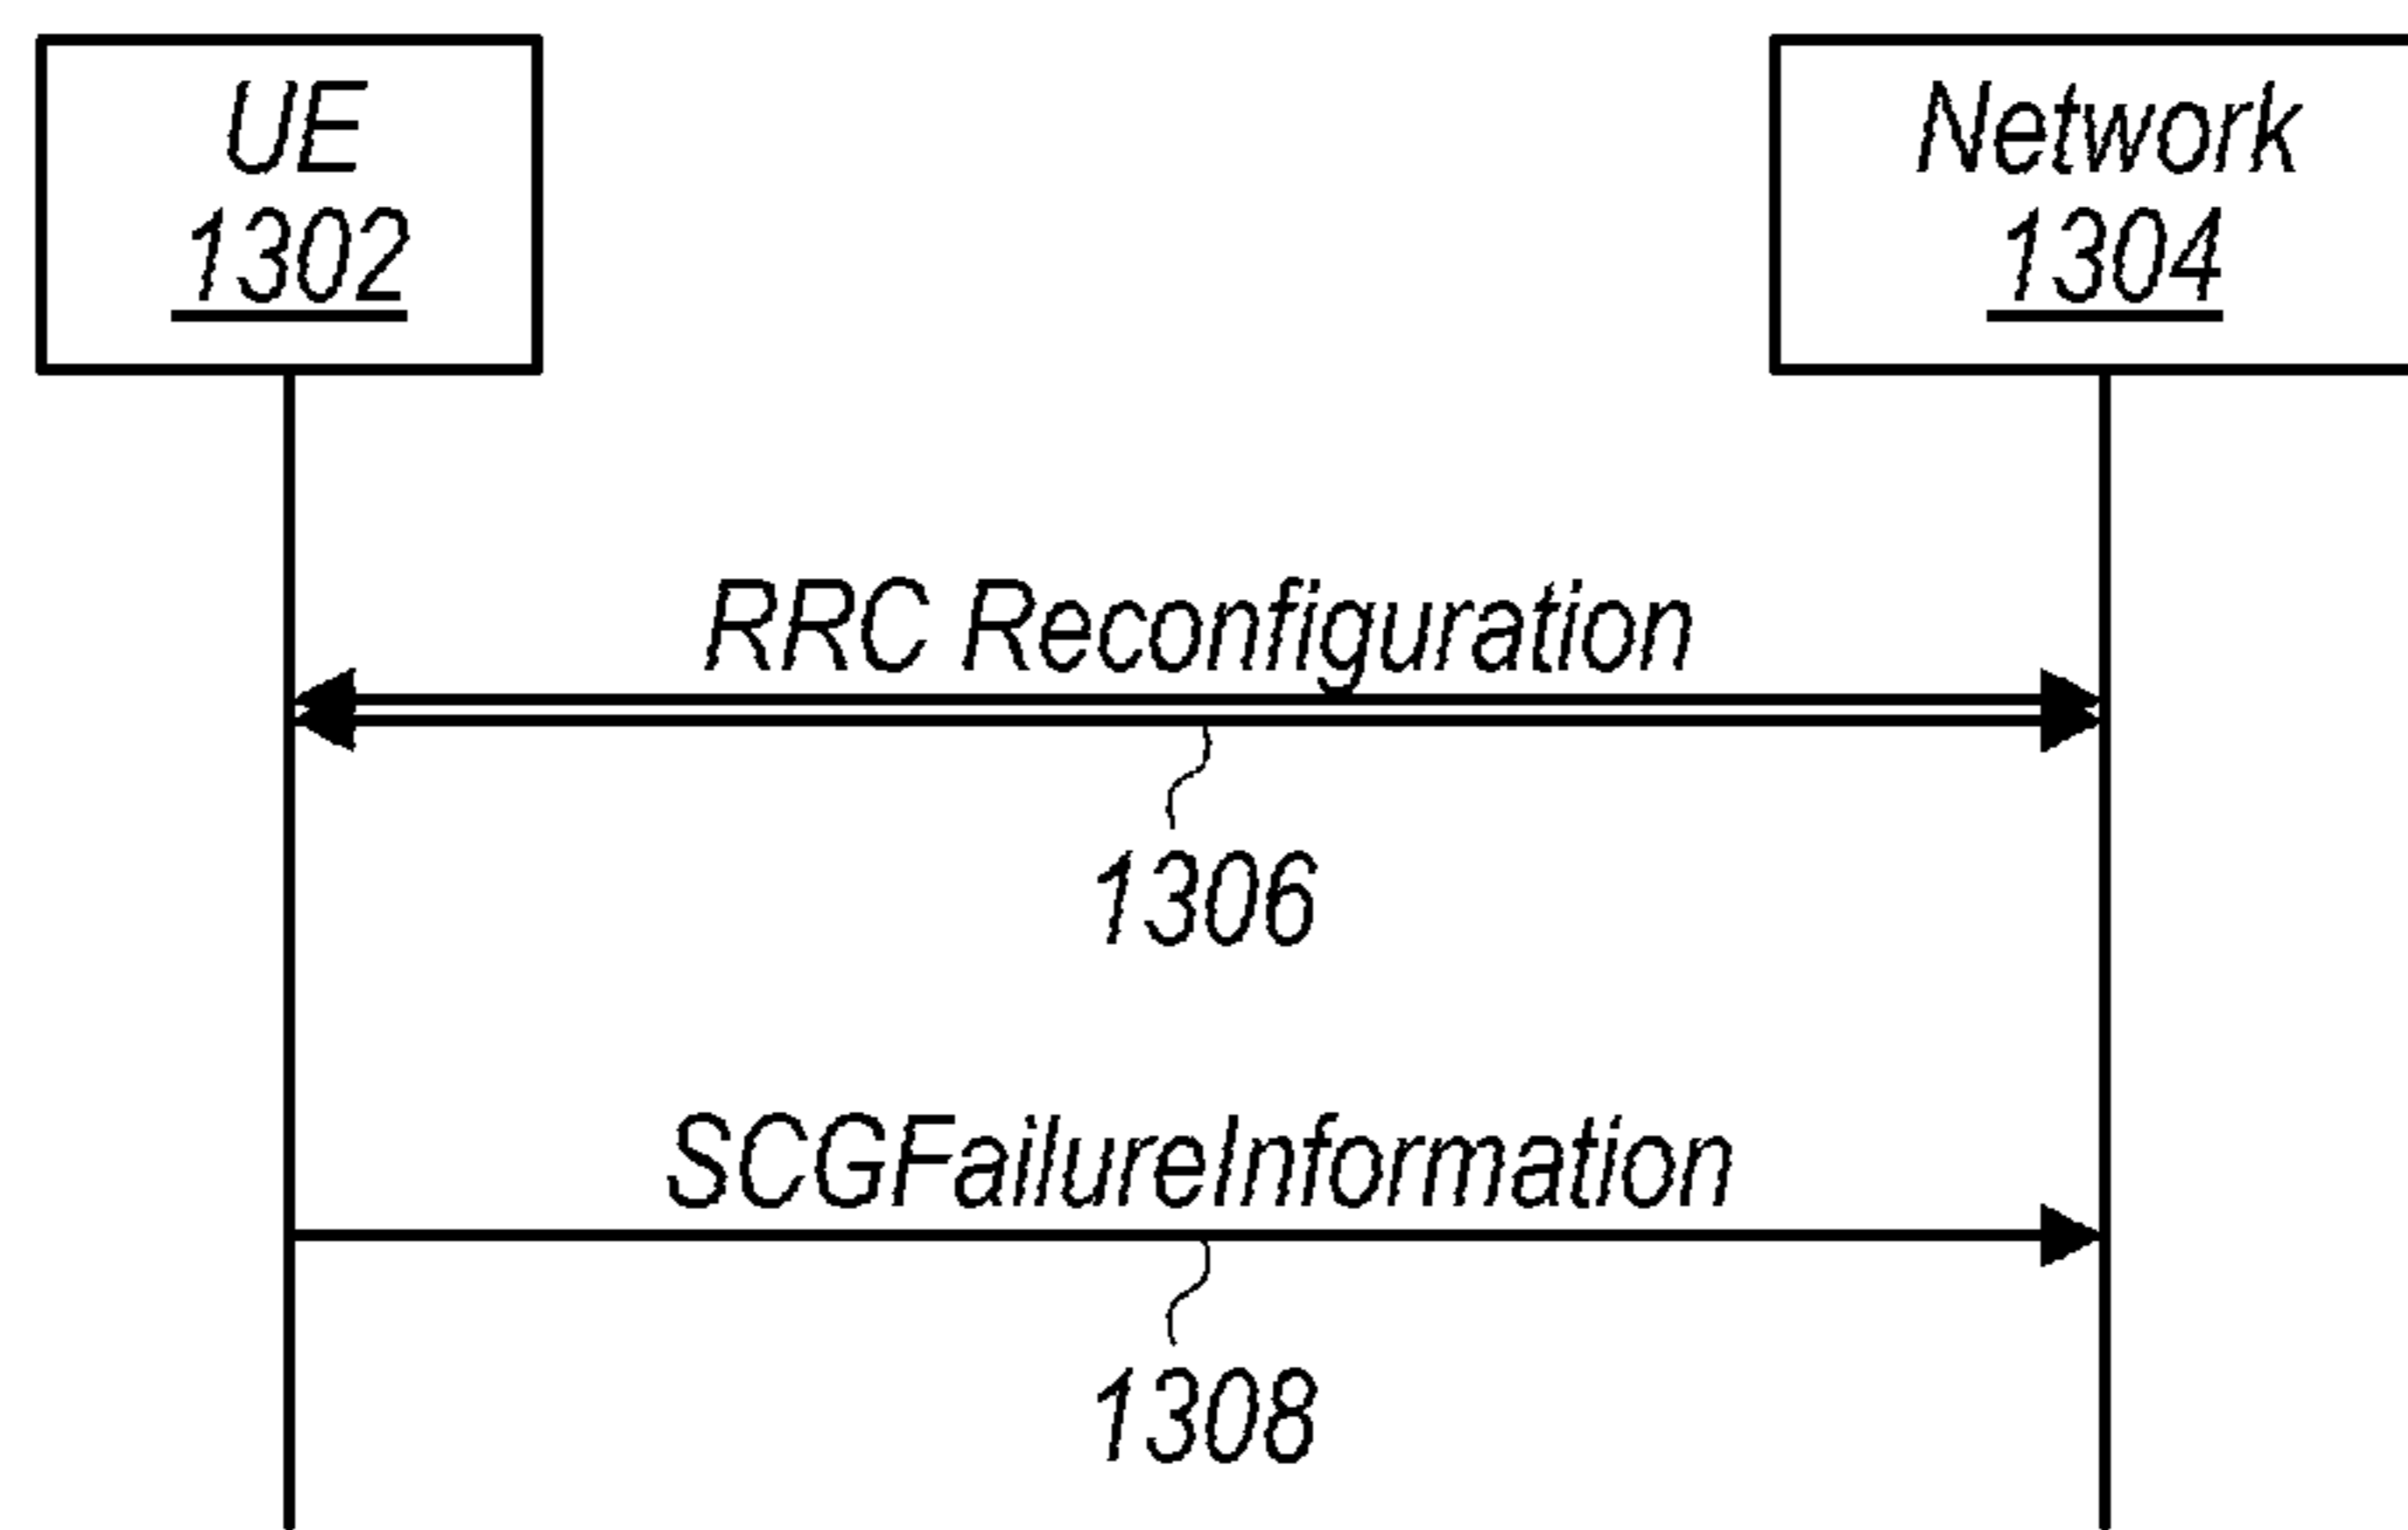 UE
1302
Network
1304
RRC Reconfiguration
1306
SCGFailureInformation
1308